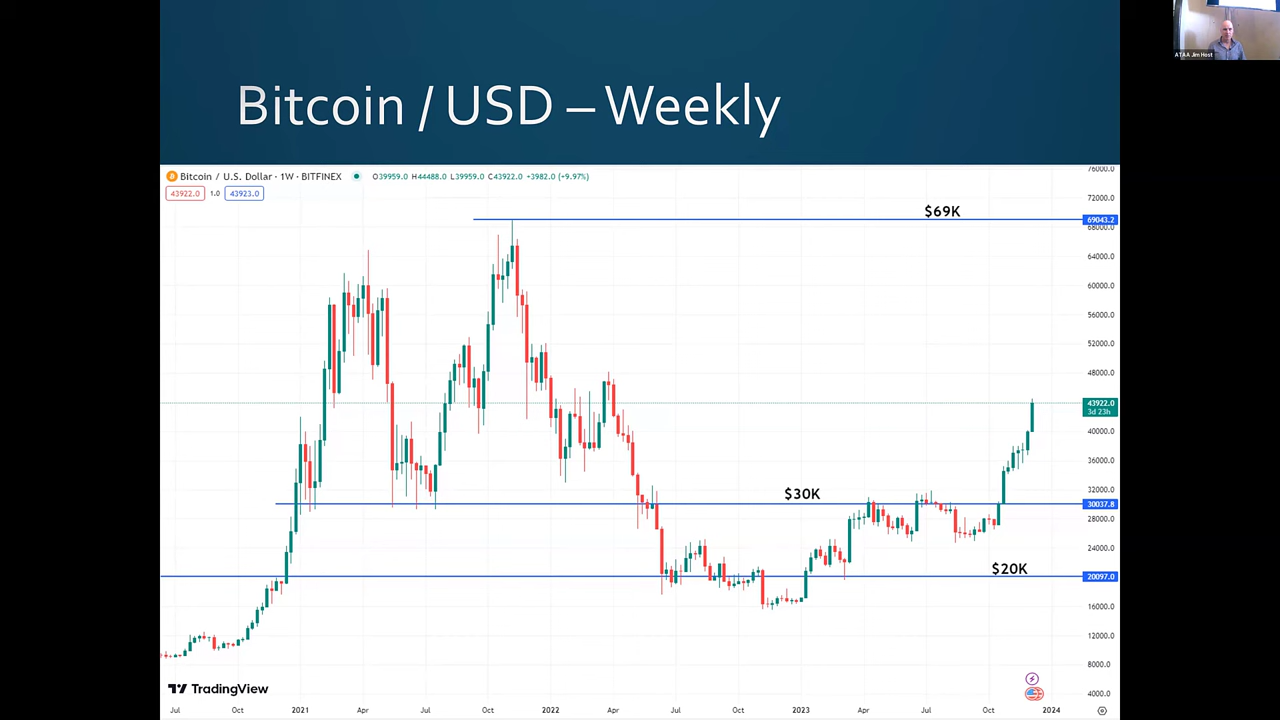 Bitcoin / USD – Weekly
ATAA Jim Host
Bitcoin / U.S. Dollar · 1W · BITFINEX O39959.0 H44488.0 L39959.0 C43922.0 +3982.0 (+9.97%)
43922.0 1.0 43923.0
76000.0
72000.0
$69K
69043.2
68000.0
64000.0
60000.0
56000.0
52000.0
48000.0
43922.0
3d 23h
40000.0
36000.0
32000.0
$30K
30037.8
28000.0
24000.0
$20K
20097.0
16000.0
12000.0
8000.0
4000.0
TradingView
Jul Oct 2021 Apr Jul Oct 2022 Apr Jul Oct 2023 Apr Jul Oct 2024